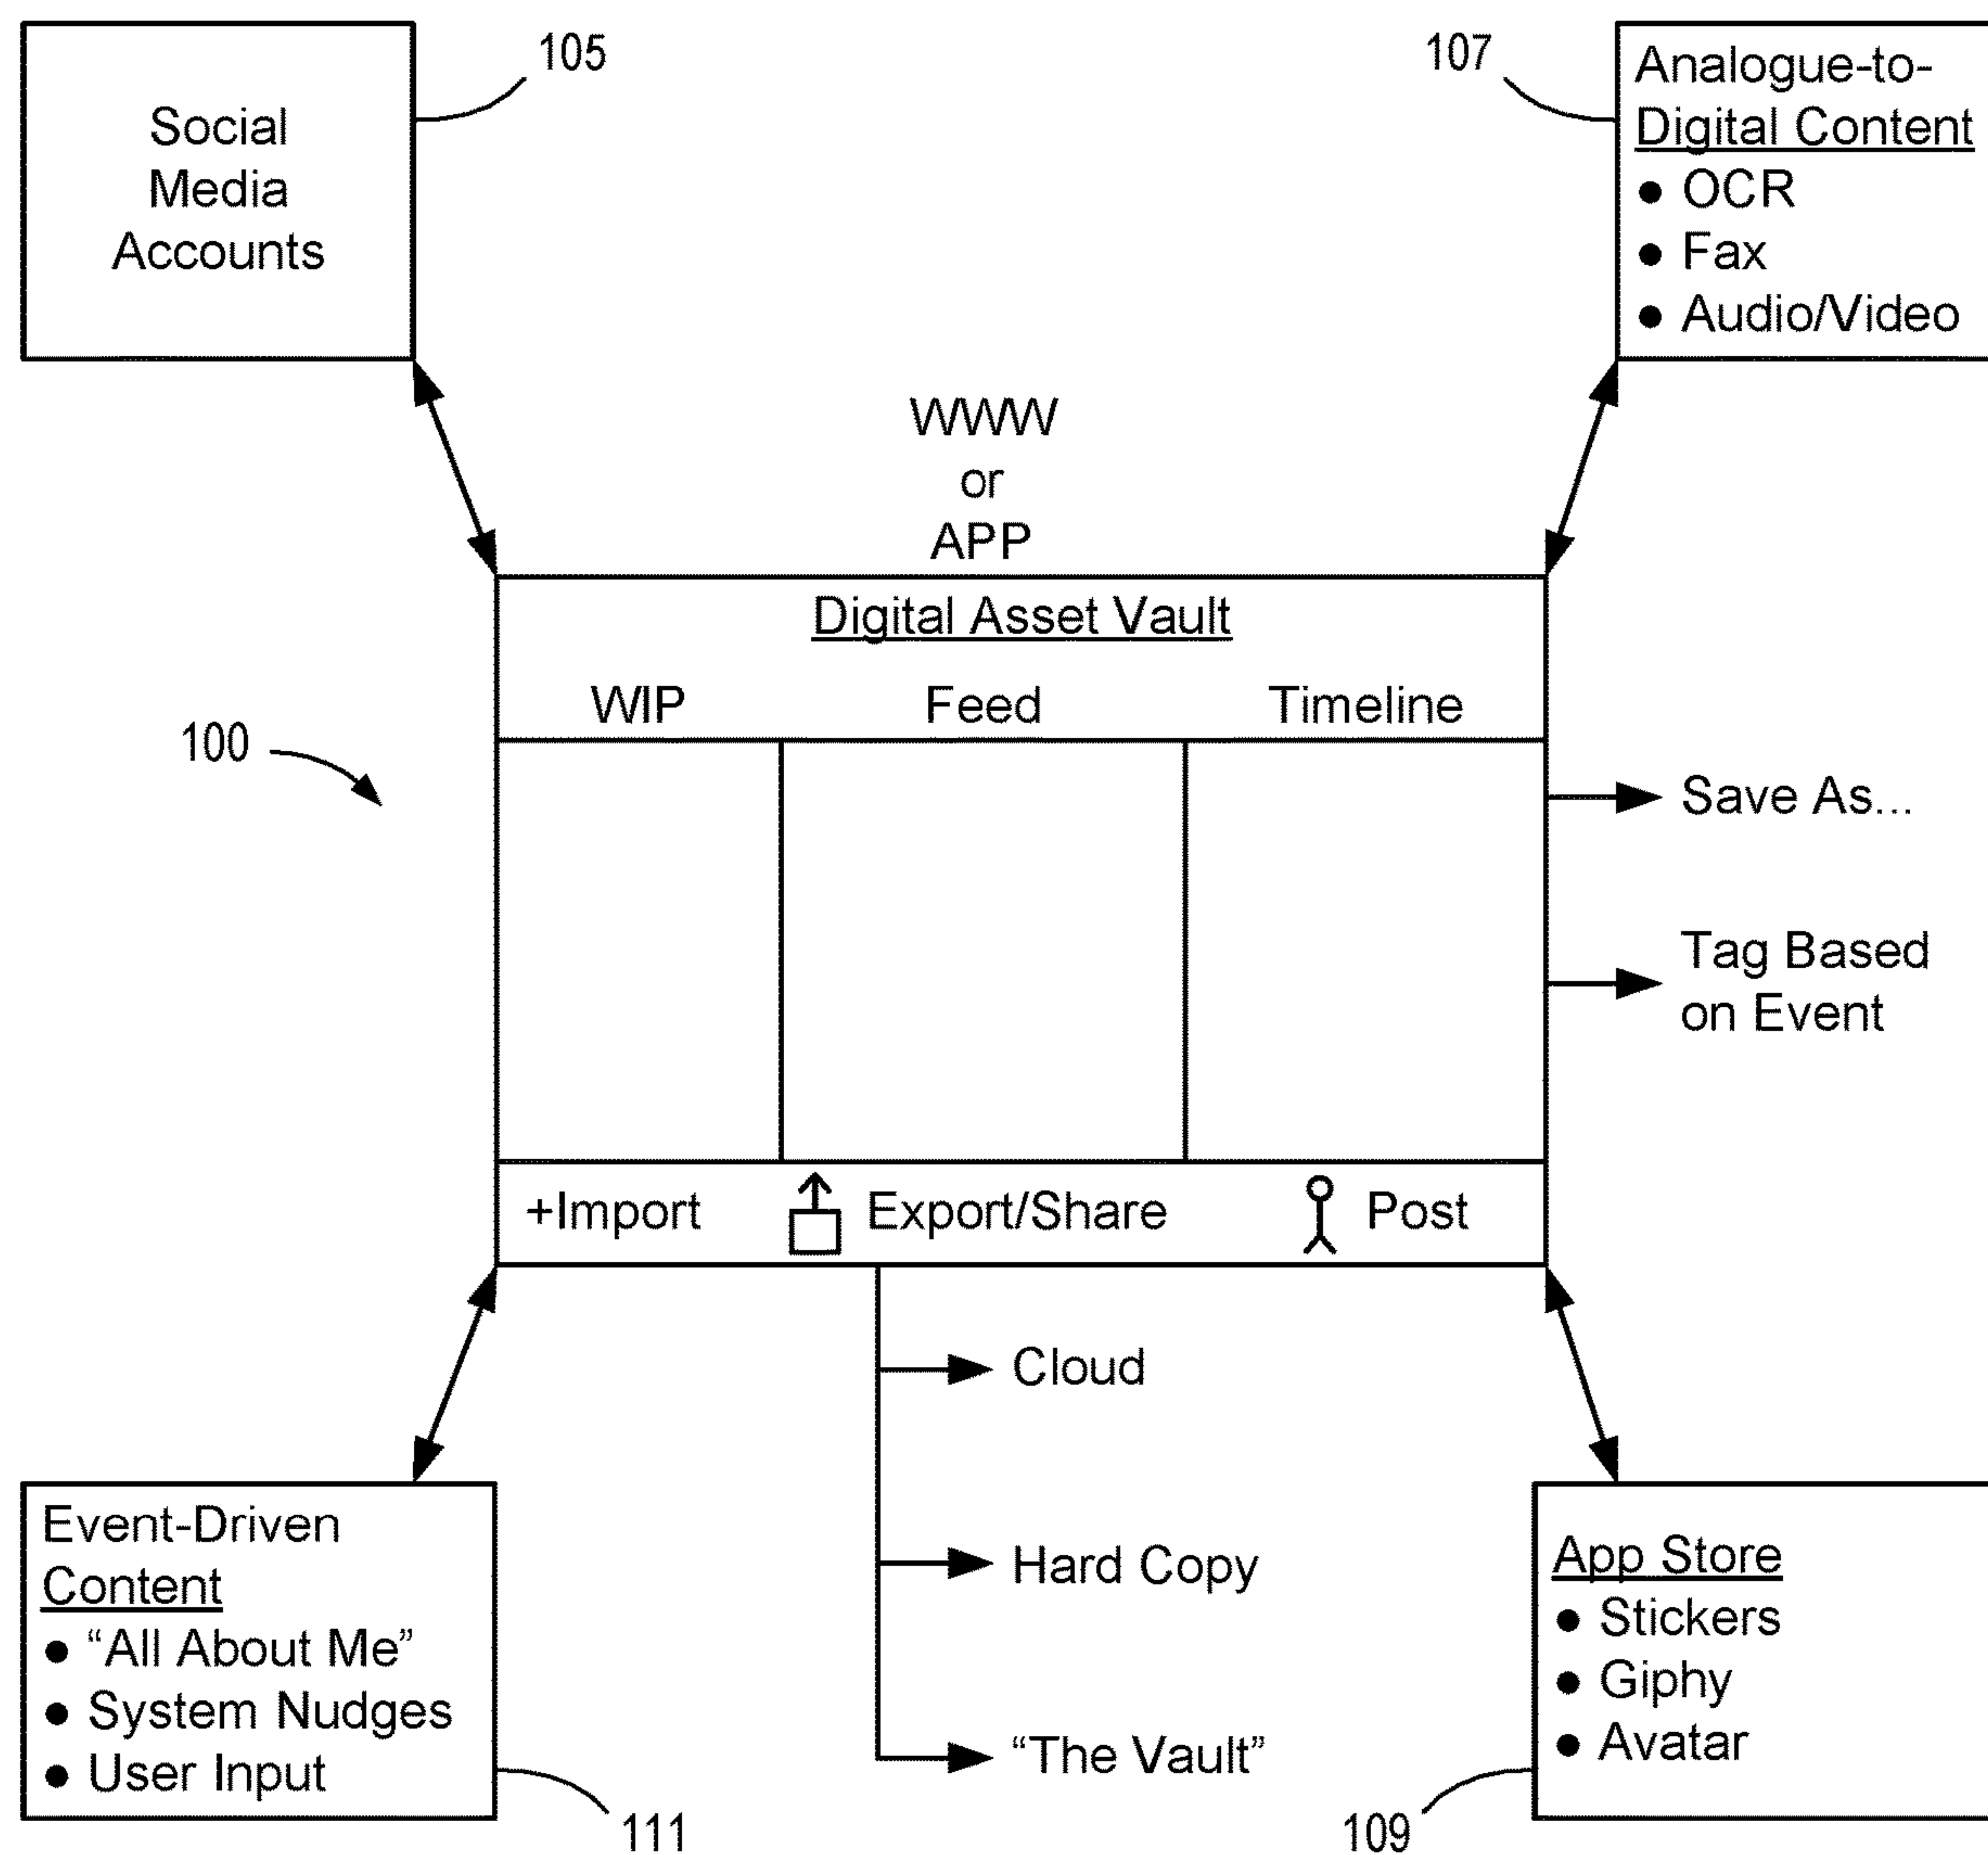 105
Social
Media
Accounts
107
Analogue-to-
Digital Content
● OCR
● Fax
● Audio/Video
WWW
or
APP
Digital Asset Vault
WIP Feed Timeline
100
Save As...
Tag Based
on Event
+Import Export/Share Post
Cloud
Hard Copy
“The Vault”
Event-Driven
Content
● “All About Me”
● System Nudges
● User Input
111
App Store
● Stickers
● Giphy
● Avatar
109